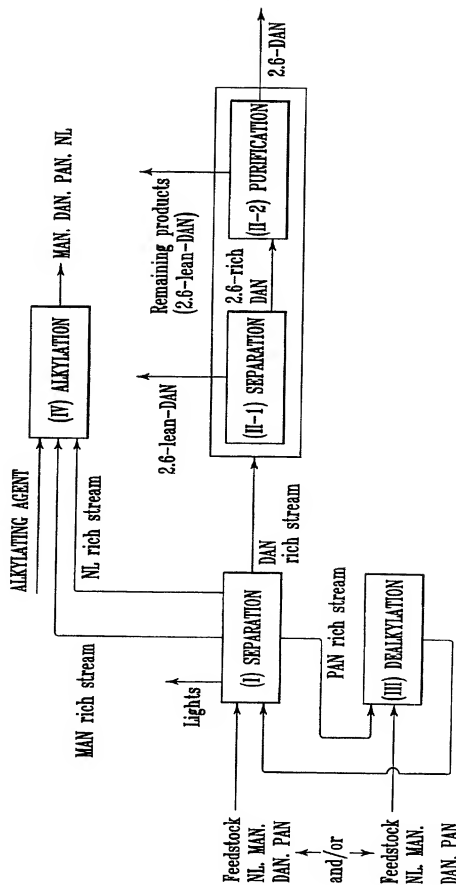 ALKYLATING AGENT
(IV) ALKYLATION
MAN. DAN. PAN. NL
MAN rich stream
NL rich stream
Lights
2.6-lean-DAN
Remaining products
(2.6-lean-DAN)
Feedstock
NL. MAN.
DAN. PAN
(I) SEPARATION
DAN
rich stream
(II-1) SEPARATION
2.6-rich
DAN
(II-2) PURIFICATION
2.6-DAN
and/or
PAN rich stream
Feedstock
NL. MAN.
DAN. PAN
(III) DEALKYLATION